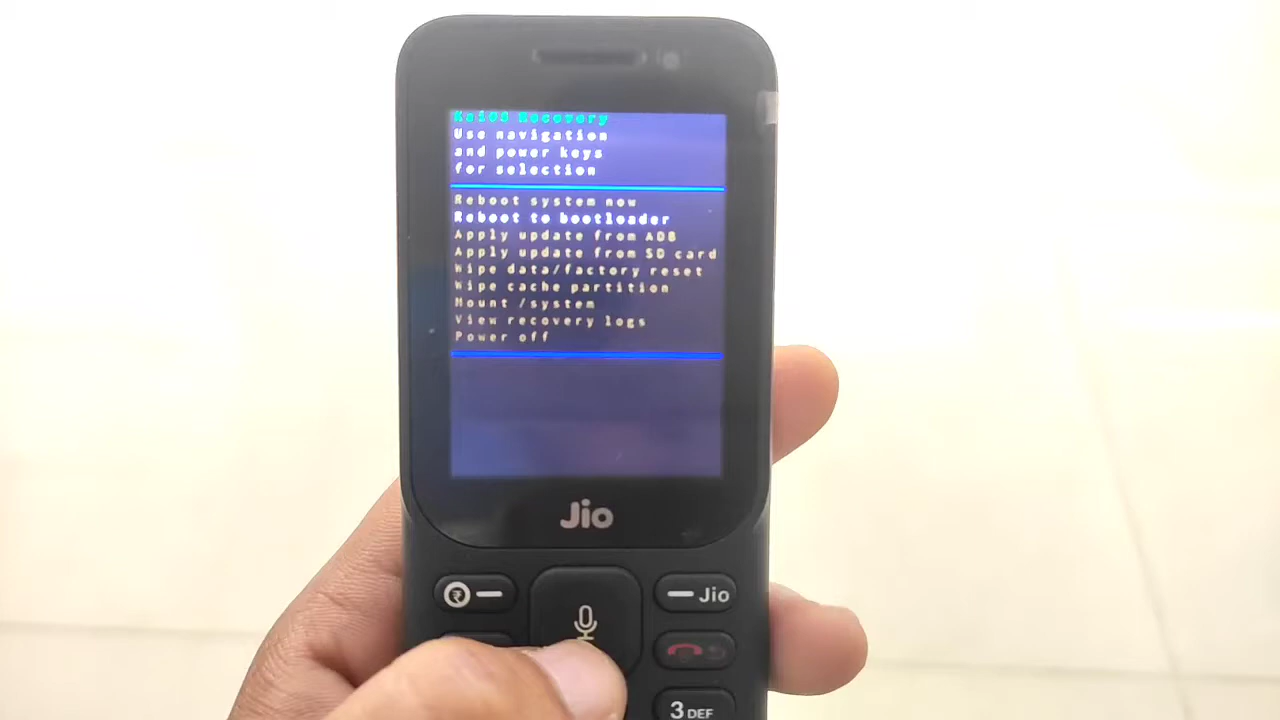 KaiOS Recovery
Use navigation
and power keys
for selection
Reboot system now
Reboot to bootloader
Apply update from ADB
Apply update from SD card
Wipe data/factory reset
Wipe cache partition
Mount /system
View recovery logs
Power off
Jio
₹
Jio
3 DEF